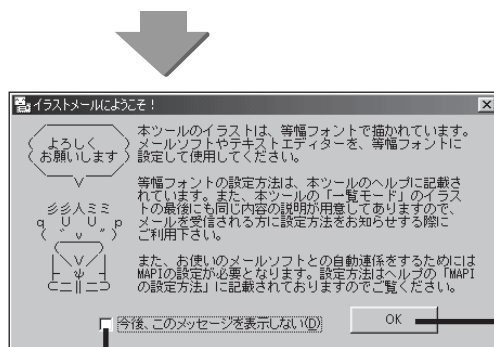 イラストメールにようこそ！
よろしく
お願いします
本ツールのイラストは、等幅フォントで描かれています。
メールソフトやテキストエディターを、等幅フォントに
設定して使用してください。
等幅フォントの設定方法は、本ツールのヘルプに記載さ
れています。また、本ツールの「一覧モード」のイラス
トの最後にも同じ内容の説明が用意してありますので、
メールを受信される方に設定方法をお知らせする際に
ご利用下さい。
また、お使いのメールソフトとの自動連係をするためには
MAPIの設定が必要となります。設定方法はヘルプの「MAPI
の設定方法」に記載されておりますのでご覧ください。
今後、このメッセージを表示しない(D)
OK